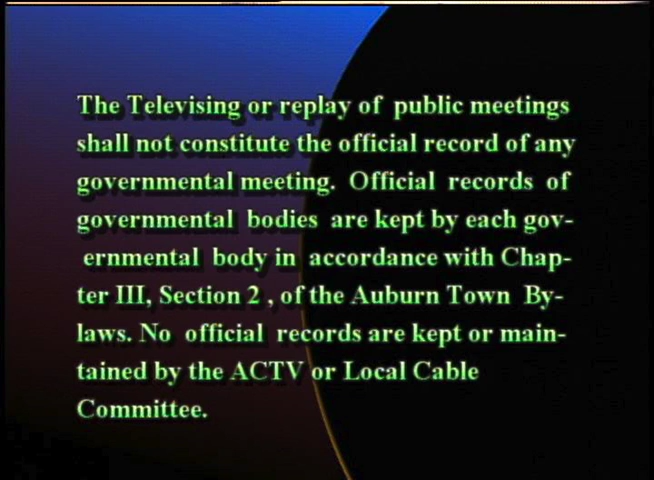 The Televising or replay of public meetings
shall not constitute the official record of any
governmental meeting. Official records of
governmental bodies are kept by each gov-
ernmental body in accordance with Chap-
ter III, Section 2 , of the Auburn Town By-
laws. No official records are kept or main-
tained by the ACTV or Local Cable
Committee.